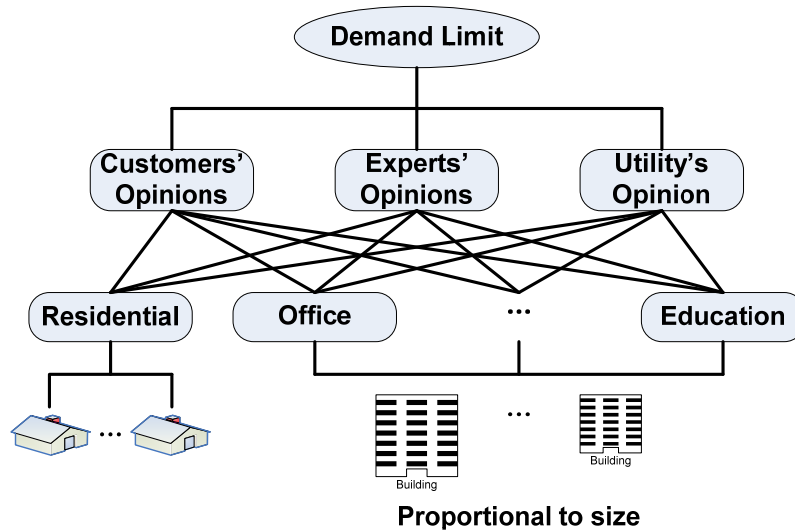 Demand Limit
Customers'
Opinions
Experts'
Opinions
Utility's
Opinion
Residential
Office
...
Education
...
...
Building
Building
Proportional to size